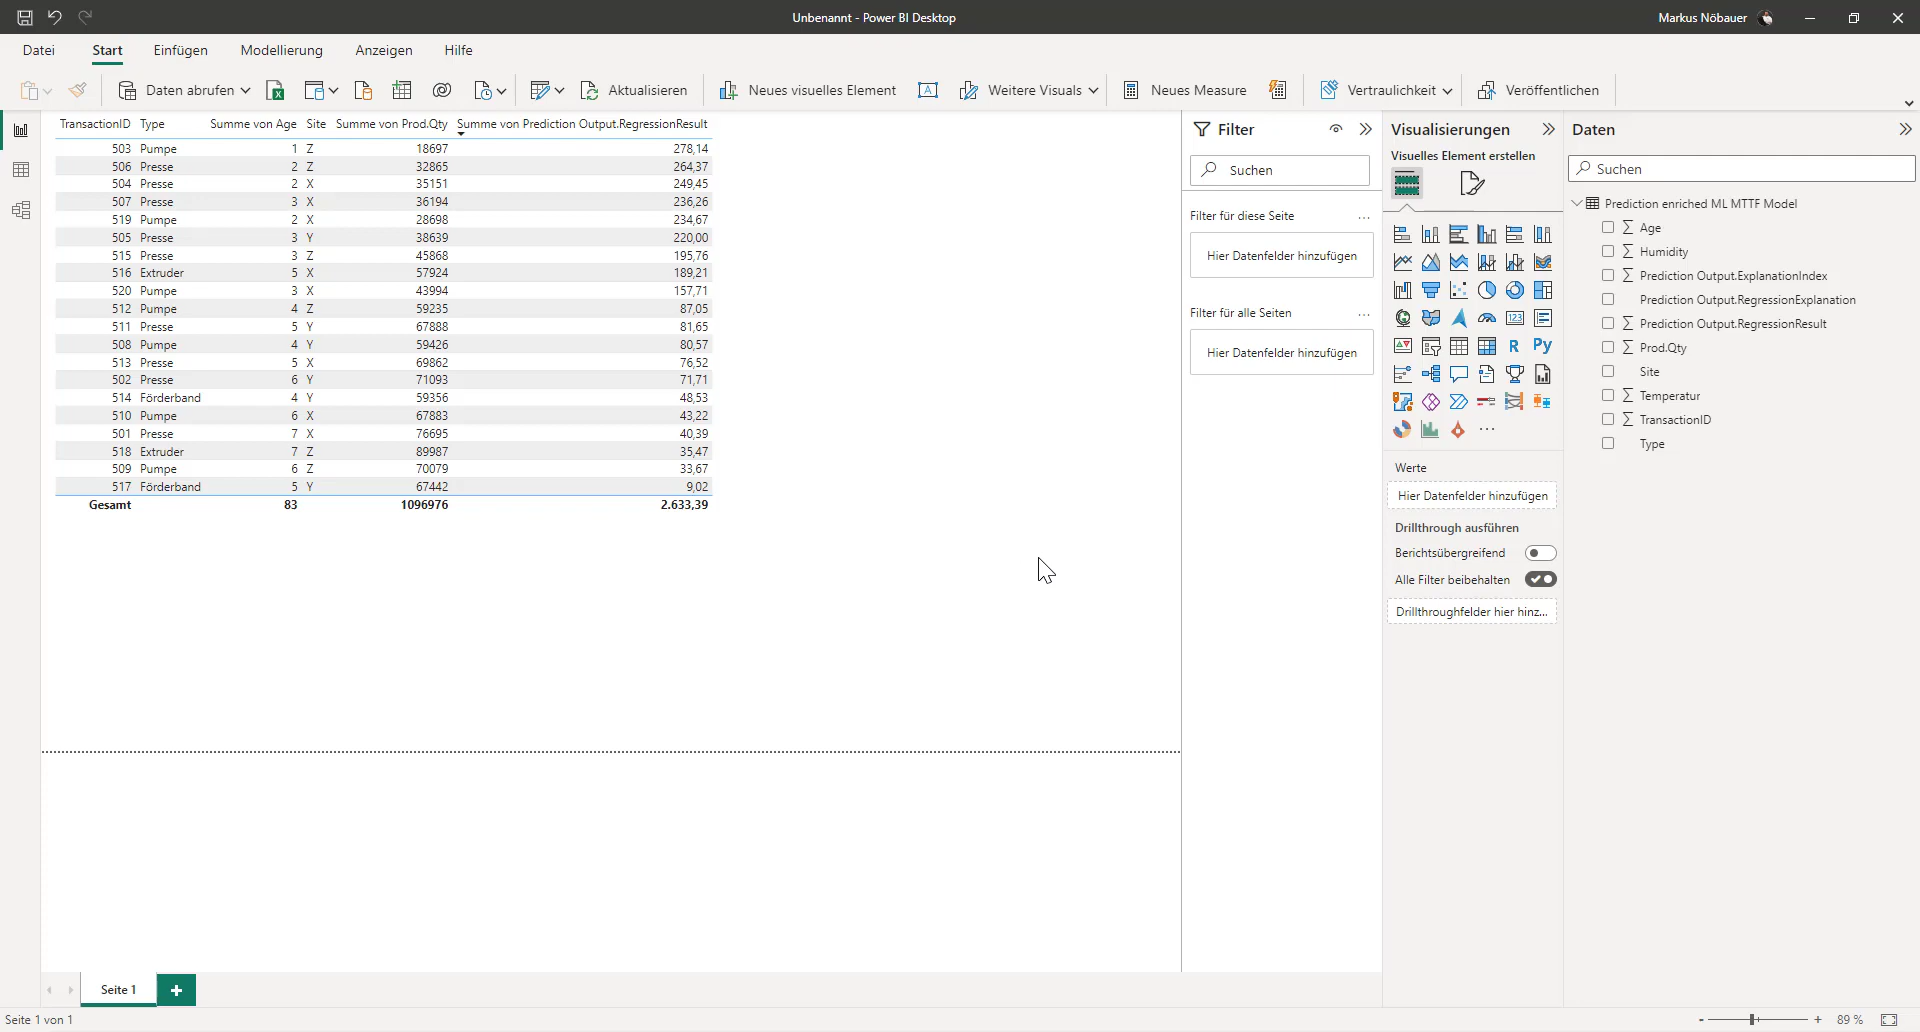 Unbenannt - Power BI Desktop
Markus Nöbauer
Datei Start Einfügen Modellierung Anzeigen Hilfe
Daten abrufen Aktualisieren Neues visuelles Element Weitere Visuals Neues Measure Vertraulichkeit Veröffentlichen
TransactionID Type Summe von Age Site Summe von Prod.Qty Summe von Prediction Output.RegressionResult
503 Pumpe 1 Z 18697 278,14
506 Presse 2 Z 32865 264,37
504 Presse 2 X 35151 249,45
507 Presse 3 X 36194 236,26
519 Pumpe 2 X 28698 234,67
505 Presse 3 Y 38639 220,00
515 Presse 3 Z 45868 195,76
516 Extruder 5 X 57924 189,21
520 Pumpe 3 X 43994 157,71
512 Pumpe 4 Z 59235 87,05
511 Presse 5 Y 67888 81,65
508 Pumpe 4 Y 59426 80,57
513 Presse 5 X 69862 76,52
502 Presse 6 Y 71093 71,71
514 Förderband 4 Y 59356 48,53
510 Pumpe 6 X 67883 43,22
501 Presse 7 X 76695 40,39
518 Extruder 7 Z 89987 35,47
509 Pumpe 6 Z 70079 33,67
517 Förderband 5 Y 67442 9,02
Gesamt 83 1096976 2.633,39
Filter
Suchen
Filter für diese Seite ...
Hier Datenfelder hinzufügen
Filter für alle Seiten ...
Hier Datenfelder hinzufügen
Visualisierungen
Visuelles Element erstellen
123
R Py
...
Werte
Hier Datenfelder hinzufügen
Drillthrough ausführen
Berichtsübergreifend
Alle Filter beibehalten
Drillthroughfelder hier hinz...
Daten
Suchen
Prediction enriched ML MTTF Model
∑ Age
∑ Humidity
∑ Prediction Output.ExplanationIndex
Prediction Output.RegressionExplanation
∑ Prediction Output.RegressionResult
∑ Prod.Qty
Site
∑ Temperatur
∑ TransactionID
Type
Seite 1 +
Seite 1 von 1
- + 89 %